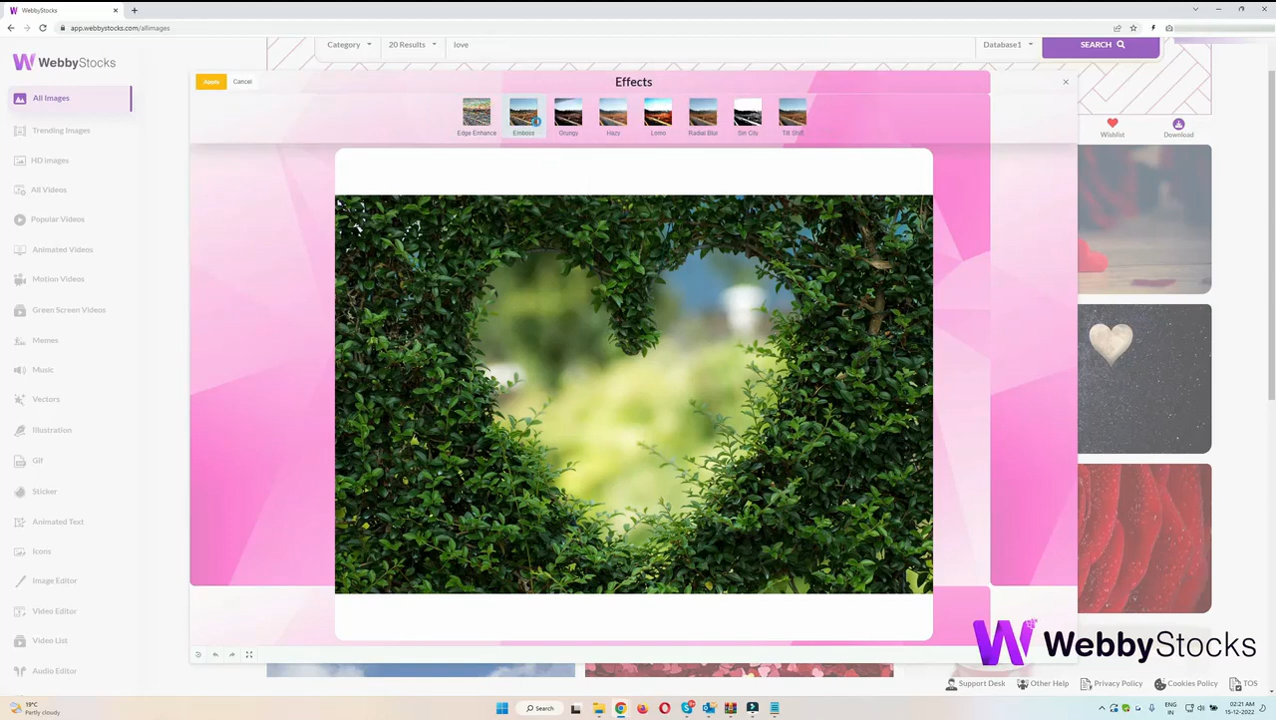 WebbyStocks
app.webbystocks.com/allimages
WebbyStocks
Category
20 Results
love
Database1
SEARCH
All Images
Trending Images
HD images
All Videos
Popular Videos
Animated Videos
Motion Videos
Green Screen Videos
Memes
Music
Vectors
Illustration
Gif
Sticker
Animated Text
Icons
Image Editor
Video Editor
Video List
Audio Editor
Apply
Cancel
Effects
Edge Enhance
Emboss
Grungy
Hazy
Lomo
Radial Blur
Sin City
Tilt Shift
Wishlist
Download
WebbyStocks
Support Desk
Other Help
Privacy Policy
Cookies Policy
TOS
19°C
Partly cloudy
Search
ENG
IN
02:21 AM
15-12-2022